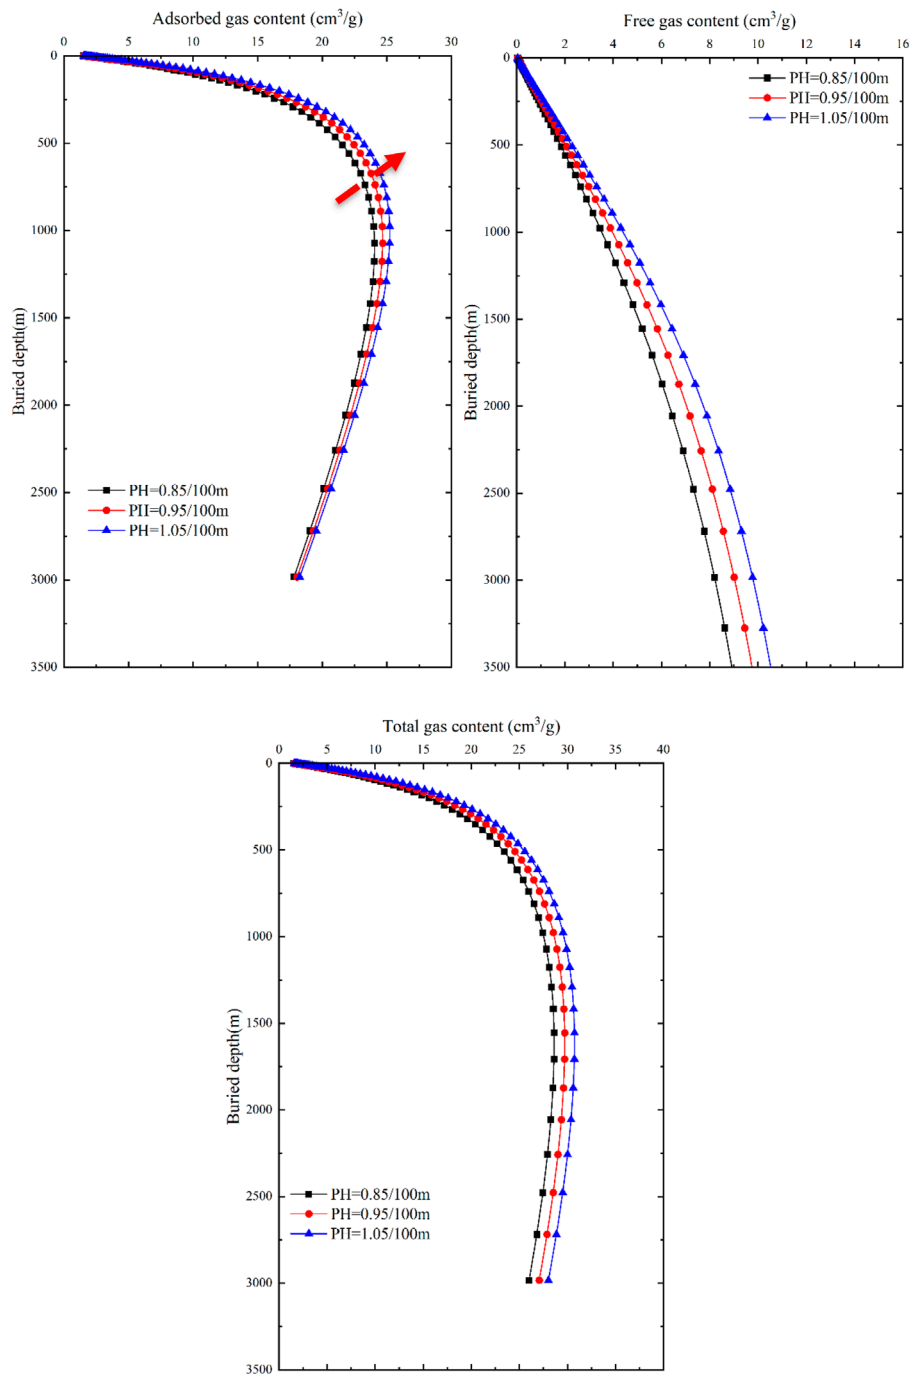 Adsorbed gas content (cm³/g)
0 5 10 15 20 25 30
0
500
1000
1500
2000
2500
3000
3500
Buried depth(m)
PH=0.85/100m
PH=0.95/100m
PH=1.05/100m
Free gas content (cm³/g)
0 2 4 6 8 10 12 14 16
0
500
1000
1500
2000
2500
3000
3500
Buried depth(m)
PH=0.85/100m
PH=0.95/100m
PH=1.05/100m
Total gas content (cm³/g)
0 5 10 15 20 25 30 35 40
0
500
1000
1500
2000
2500
3000
3500
Buried depth(m)
PH=0.85/100m
PH=0.95/100m
PH=1.05/100m